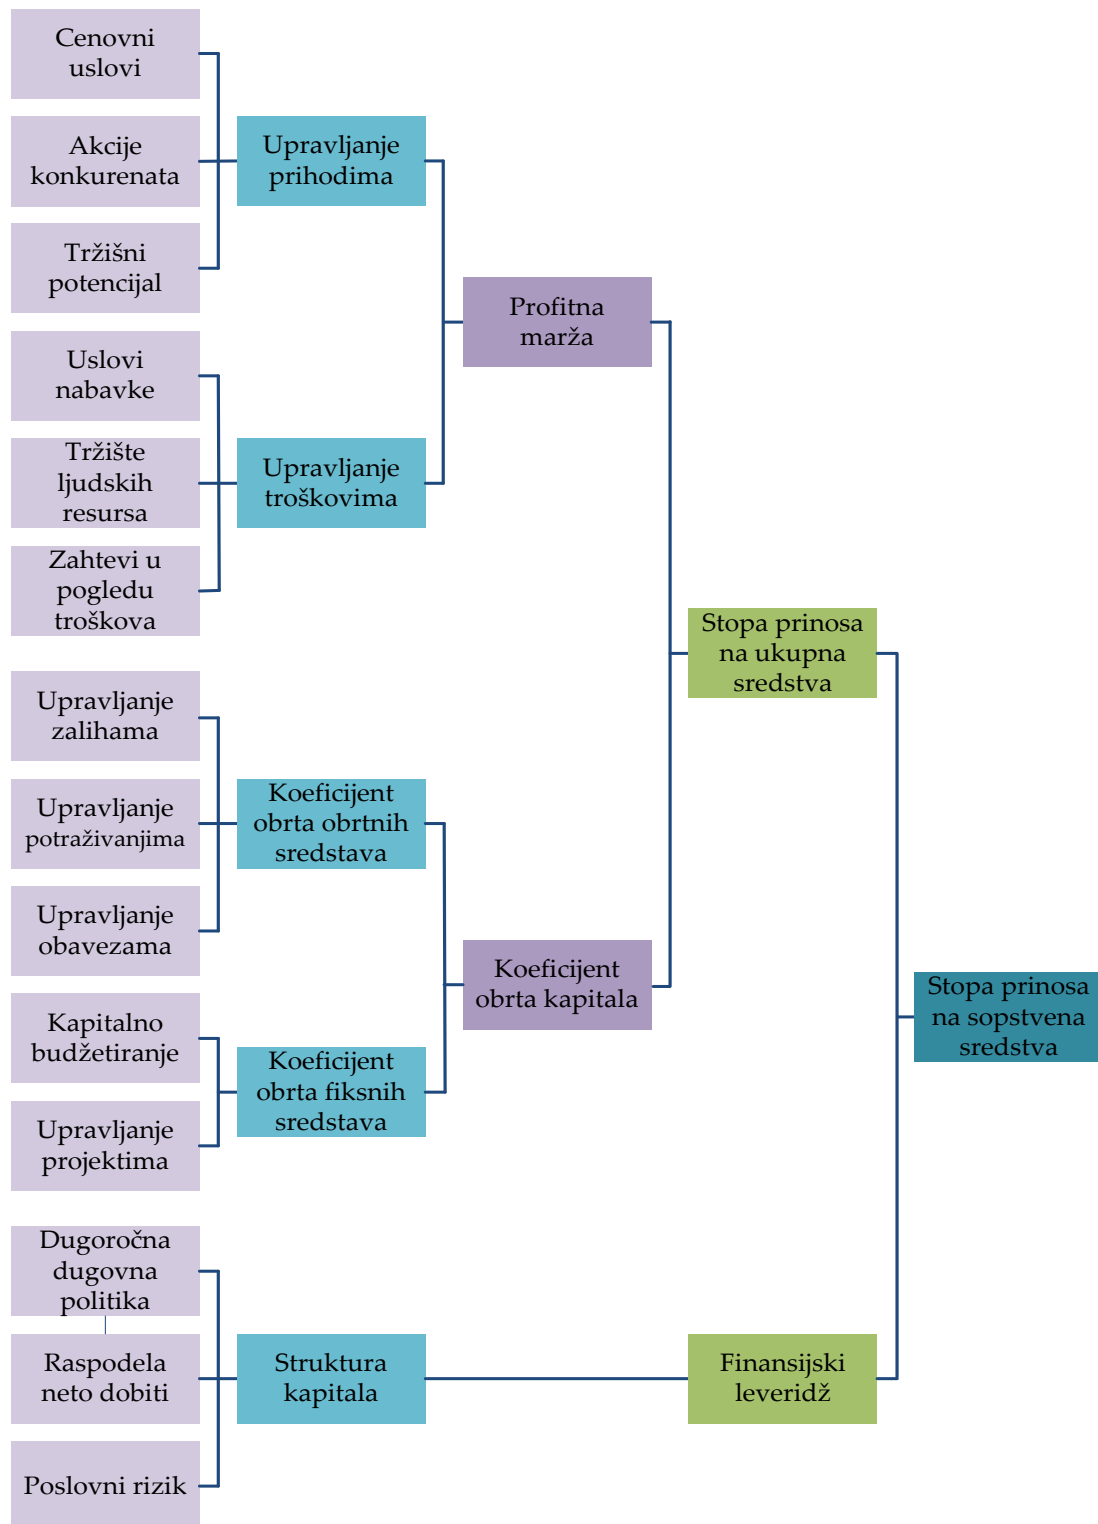 Cenovni
uslovi
Akcije
konkurenata
Tržišni
potencijal
Uslovi
nabavke
Tržište
ljudskih
resursa
Zahtevi u
pogledu
troškova
Upravljanje
zalihama
Upravljanje
potraživanjima
Upravljanje
obavezama
Kapitalno
budžetiranje
Upravljanje
projektima
Dugoročna
dugovna
politika
Raspodela
neto dobiti
Poslovni rizik
Upravljanje
prihodima
Upravljanje
troškovima
Koeficijent
obrta obrtnih
sredstava
Koeficijent
obrta fiksnih
sredstava
Struktura
kapitala
Profitna
marža
Koeficijent
obrta kapitala
Stopa prinosa
na ukupna
sredstva
Finansijski
leveridž
Stopa prinosa
na sopstvena
sredstva